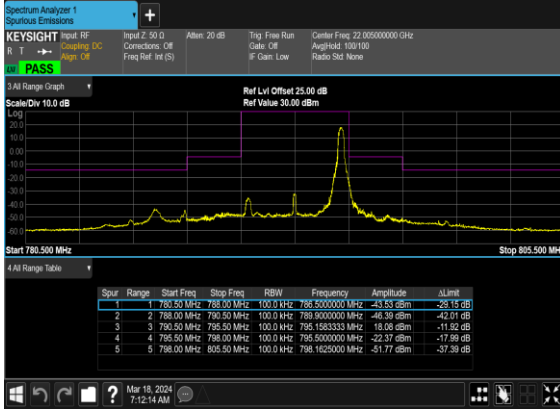 Spectrum Analyzer 1
Spurious Emissions
+
KEYSIGHT Input: RF Input Z: 50 Ω Atten: 20 dB Trig: Free Run Center Freq: 22.005000000 GHz
R T Coupling: DC Corrections: Off Gate: Off Avg|Hold: 100/100
Align: Off Freq Ref: Int (S) IF Gain: Low Radio Std: None
PASS
3 All Range Graph
Ref Lvl Offset 25.00 dB
Scale/Div 10.0 dB Ref Value 30.00 dBm
Log
20.0
10.0
0.00
-10.0
-20.0
-30.0
-40.0
-50.0
-60.0
Start 780.500 MHz Stop 805.500 MH
4 All Range Table
Spur Range Start Freq Stop Freq RBW Frequency Amplitude ΔLimit
1 1 780.50 MHz 788.00 MHz 100.0 kHz 786.5000000 MHz -43.53 dBm -29.15 dB
2 2 788.00 MHz 790.50 MHz 100.0 kHz 789.9000000 MHz -46.39 dBm -42.01 dB
3 3 790.50 MHz 795.50 MHz 100.0 kHz 795.1583333 MHz 18.08 dBm -11.92 dB
4 4 795.50 MHz 798.00 MHz 100.0 kHz 795.5000000 MHz -22.37 dBm -17.99 dB
5 5 798.00 MHz 805.50 MHz 100.0 kHz 798.1625000 MHz -51.77 dBm -37.39 dB
?
Mar 18, 2024
7:12:14 AM